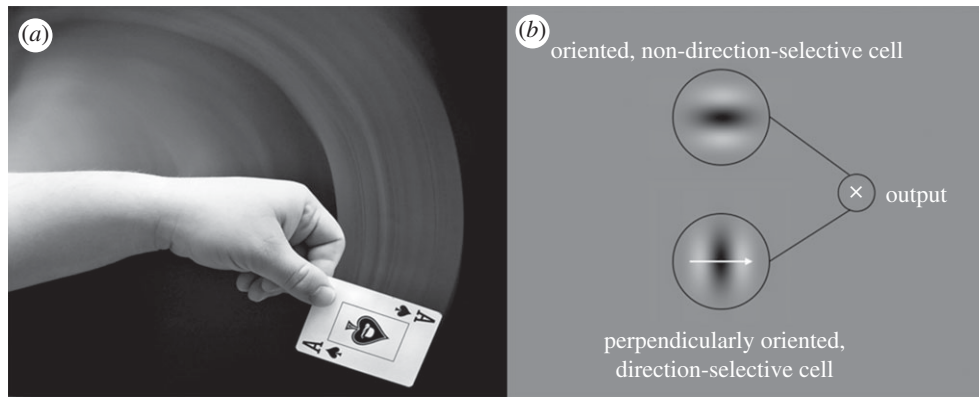 (a)
A
A
(b)
oriented, non-direction-selective cell
×
output
perpendicularly oriented,
direction-selective cell